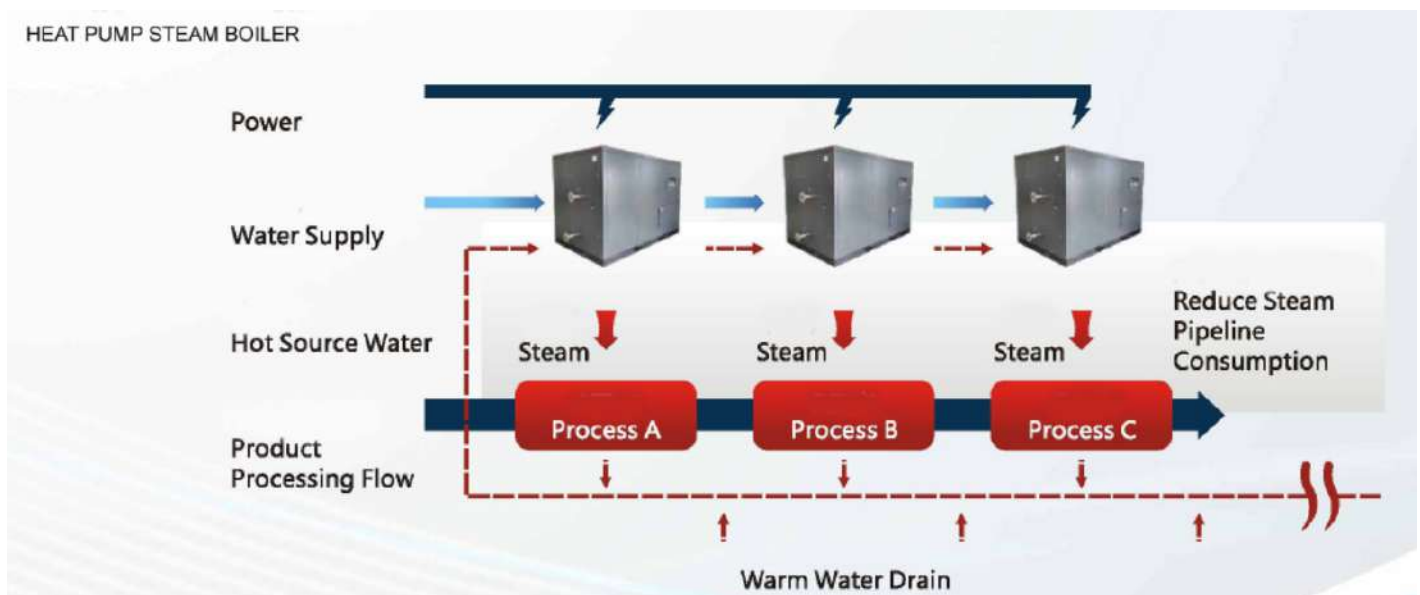 HEAT PUMP STEAM BOILER
Power
Water Supply
Hot Source Water
Steam
Steam
Steam
Reduce Steam
Pipeline
Consumption
Process A
Process B
Process C
Product
Processing Flow
Warm Water Drain